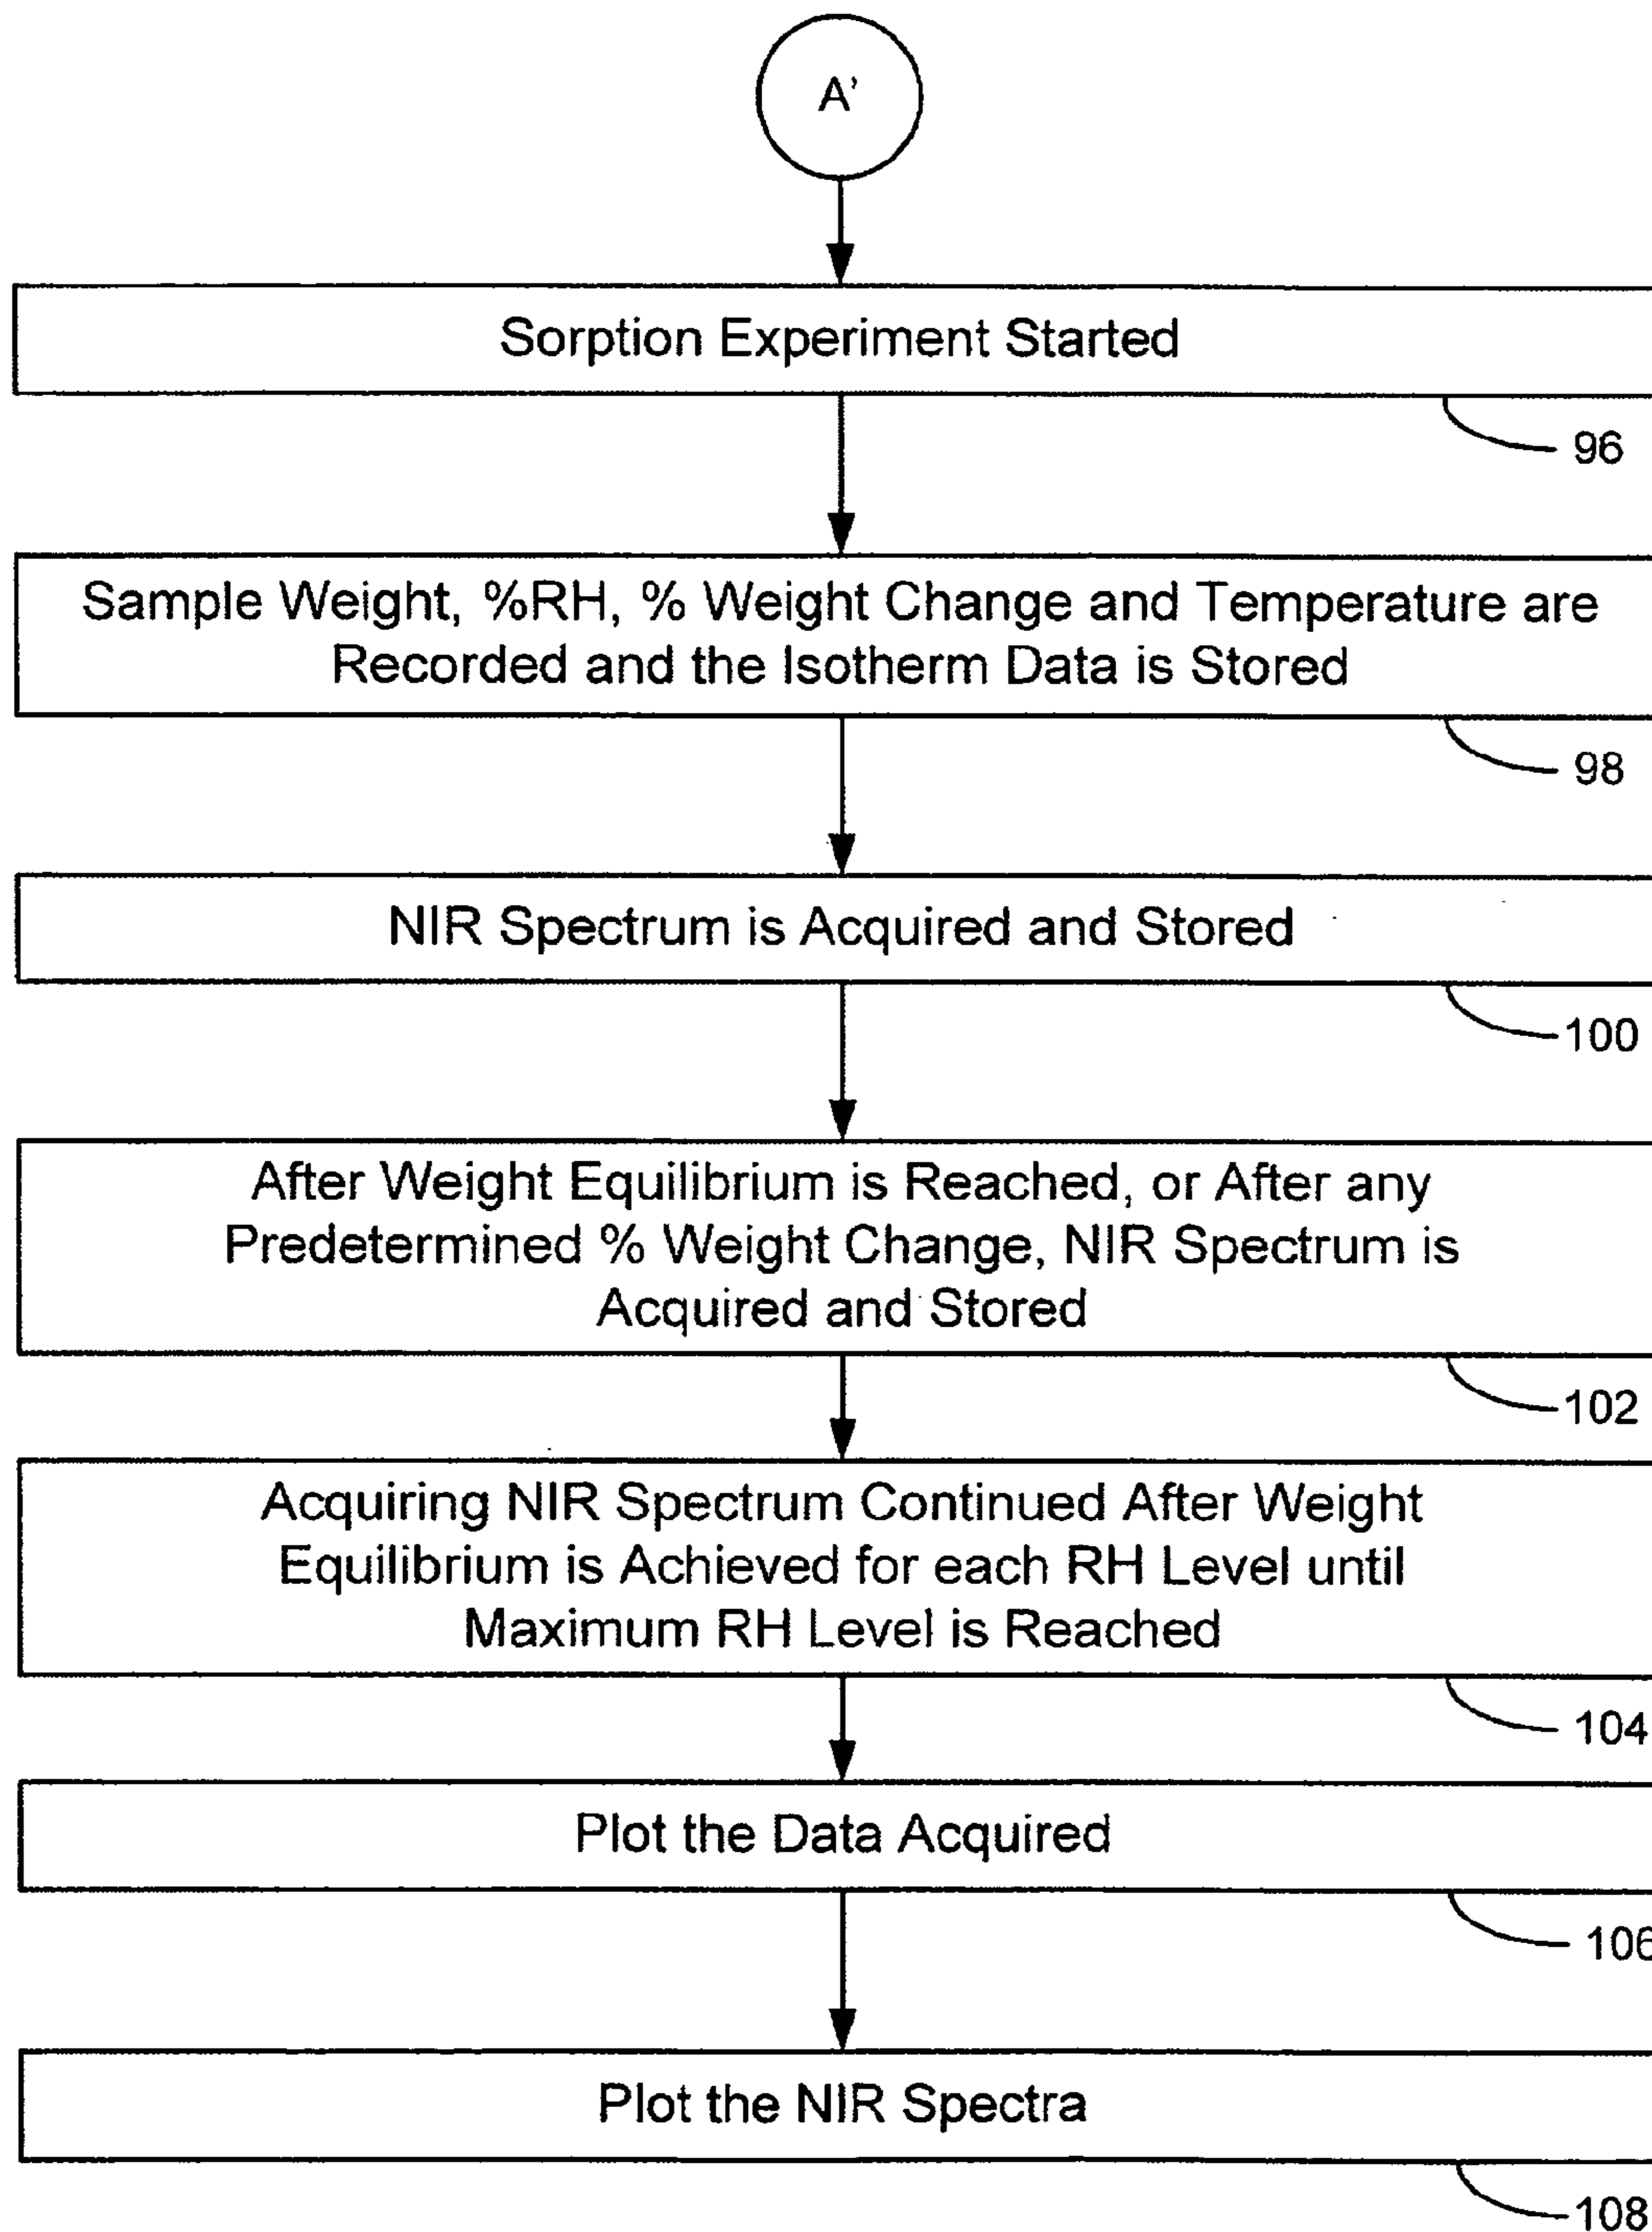 A'
Sorption Experiment Started
96
Sample Weight, %RH, % Weight Change and Temperature are
Recorded and the Isotherm Data is Stored
98
NIR Spectrum is Acquired and Stored
100
After Weight Equilibrium is Reached, or After any
Predetermined % Weight Change, NIR Spectrum is
Acquired and Stored
102
Acquiring NIR Spectrum Continued After Weight
Equilibrium is Achieved for each RH Level until
Maximum RH Level is Reached
104
Plot the Data Acquired
106
Plot the NIR Spectra
108